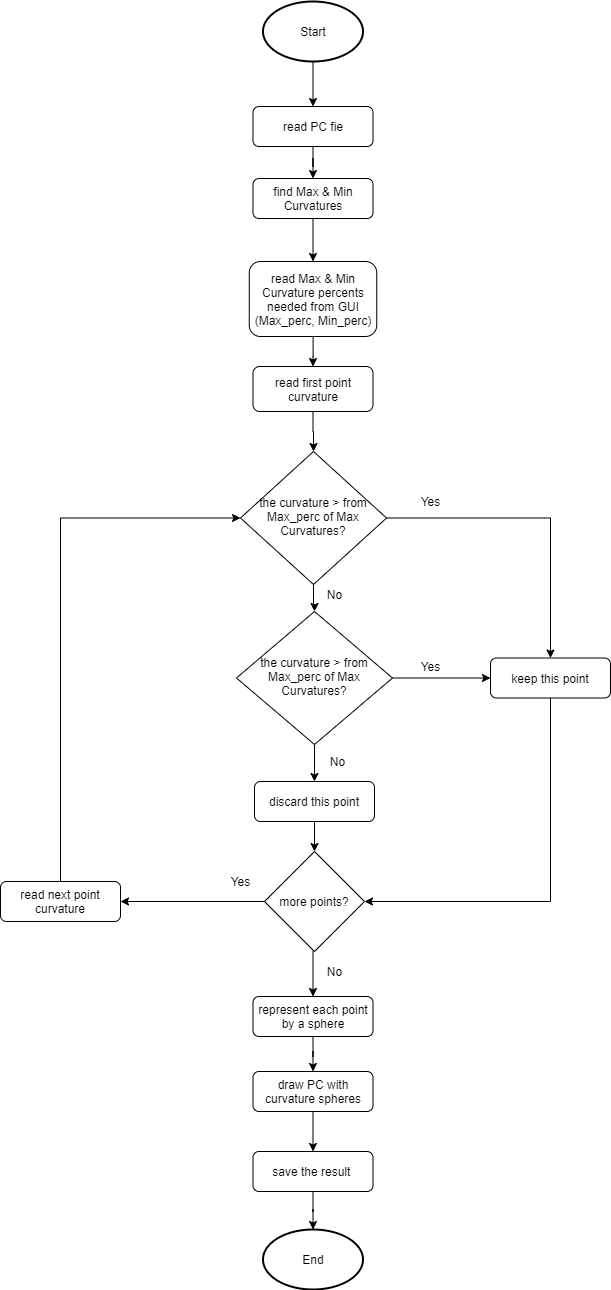 Start
read PC fie
find Max & Min
Curvatures
read Max & Min
Curvature percents
needed from GUI
(Max_perc, Min_perc)
read first point
curvature
the curvature > from
Max_perc of Max
Curvatures?
Yes
No
the curvature > from
Max_perc of Max
Curvatures?
Yes
keep this point
No
discard this point
more points?
Yes
read next point
curvature
No
represent each point
by a sphere
draw PC with
curvature spheres
save the result
End